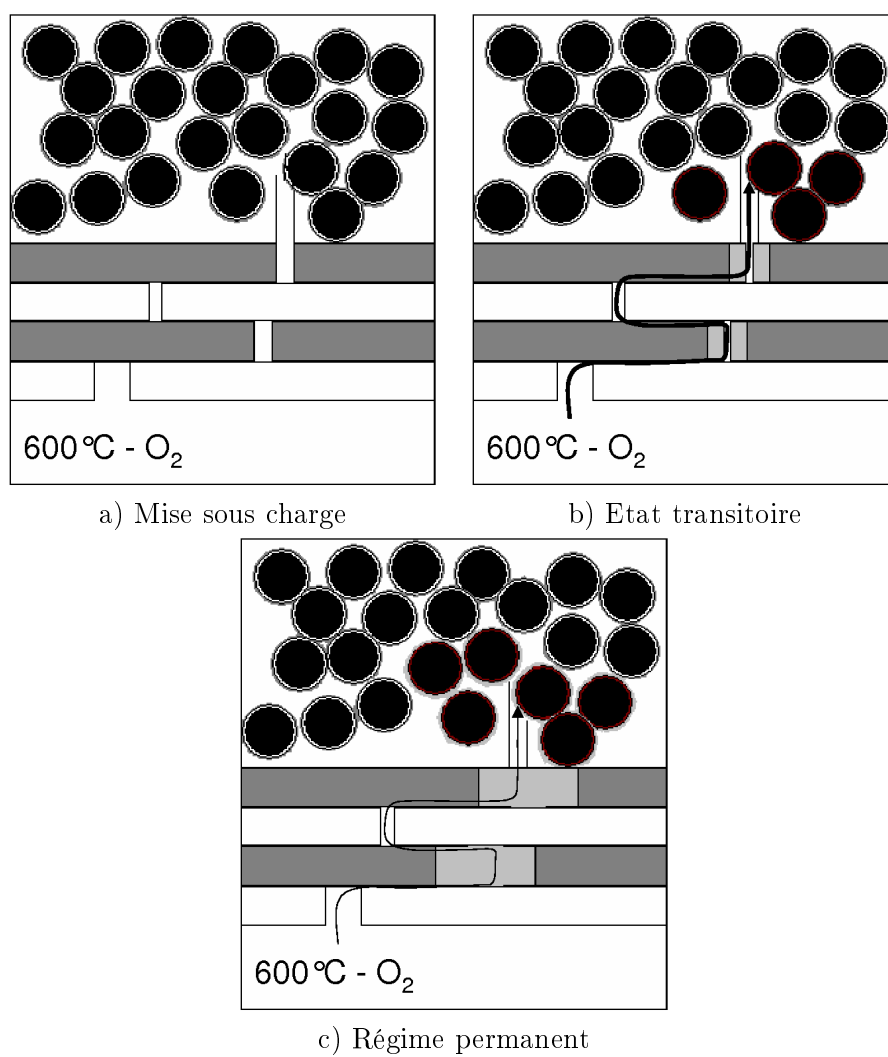 600°C - O₂
600°C - O₂
a) Mise sous charge
b) Etat transitoire
600°C - O₂
c) Régime permanent